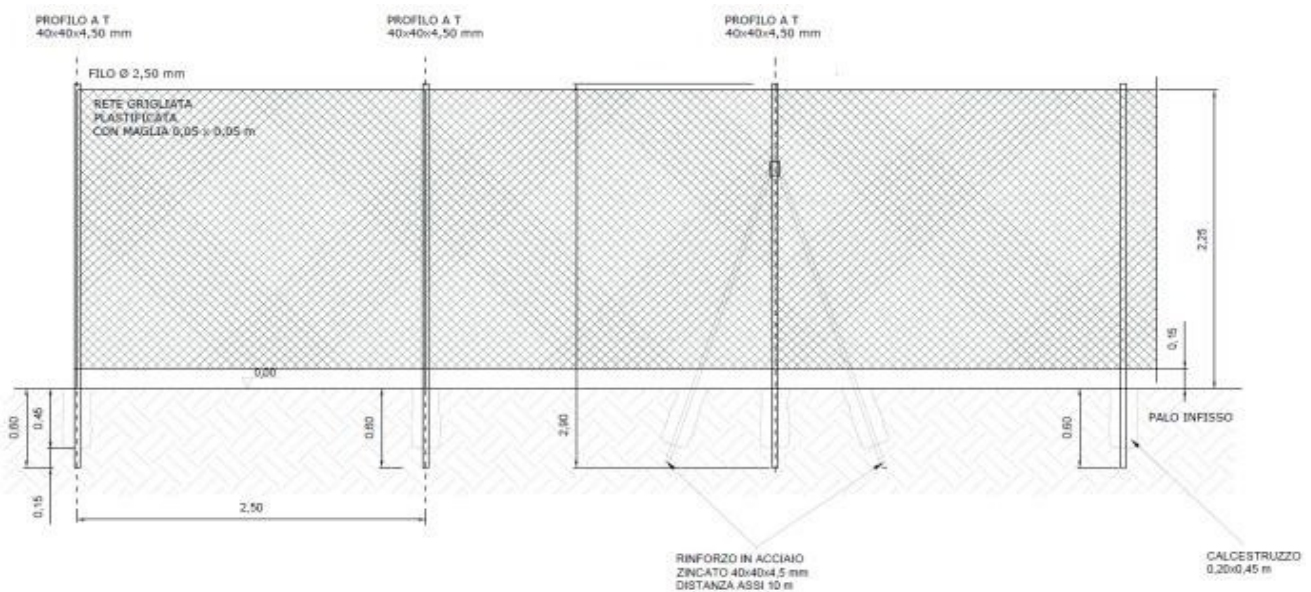 PROFILO A T
40x40x4,50 mm
PROFILO A T
40x40x4,50 mm
PROFILO A T
40x40x4,50 mm
FILO Ø 2,50 mm
RETE GRIGLIATA
PLASTIFICATA
CON MAGLIA 0,05 x 0,05 m
2,25
0,15
0,00
0,60
0,45
0,60
2,90
0,60
PALO INFISSO
0,15
2,50
RINFORZO IN ACCIAIO
ZINCATO 40x40x4,5 mm
DISTANZA ASSI 10 m
CALCESTRUZZO
0,20x0,45 m